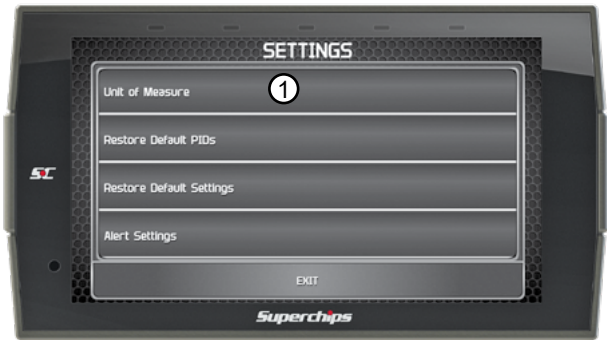 SETTINGS
Unit of Measure
1
Restore Default PIDs
SC
Restore Default Settings
Alert Settings
EXIT
Superchips